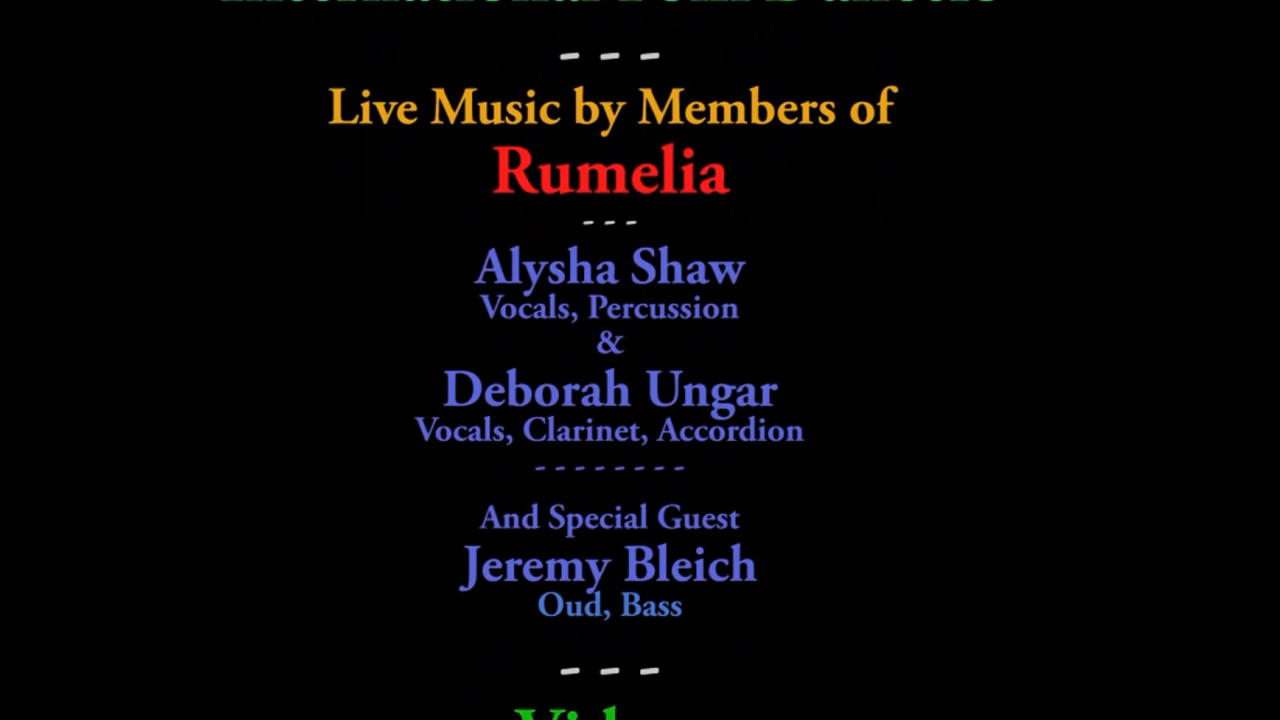 - - -
Live Music by Members of
Rumelia
- - -
Alysha Shaw
Vocals, Percussion
&
Deborah Ungar
Vocals, Clarinet, Accordion
- - - - - - - -
And Special Guest
Jeremy Bleich
Oud, Bass
- - -